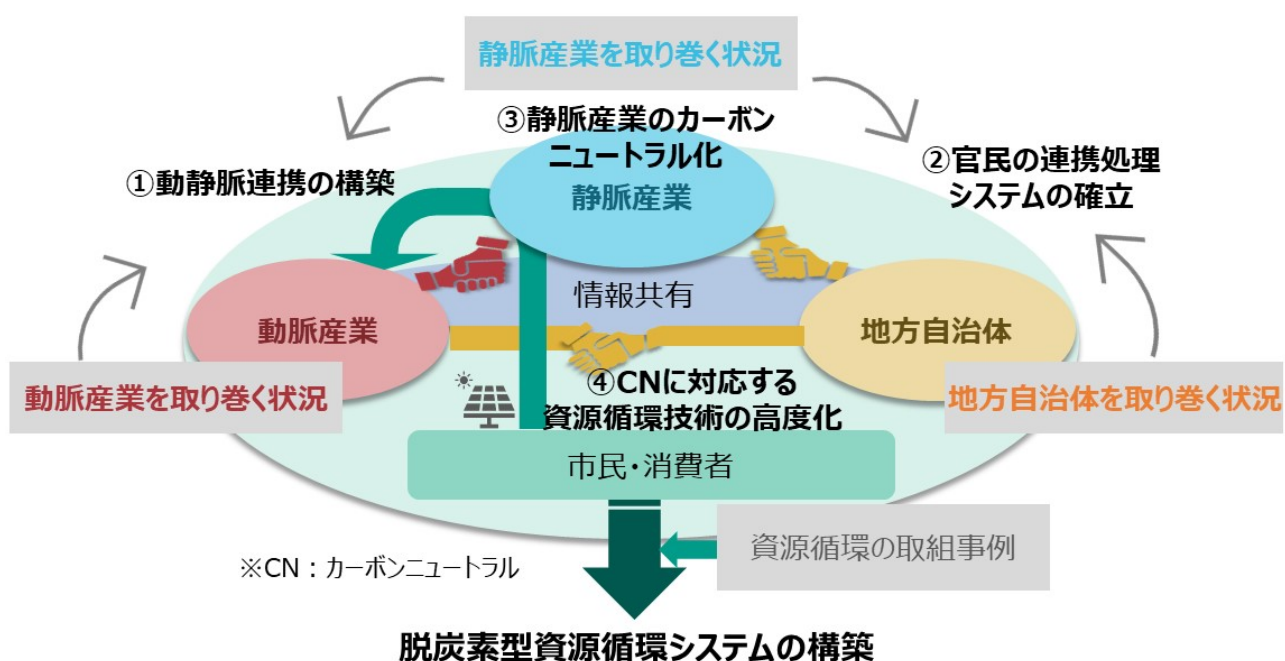 静脈産業を取り巻く状況
③静脈産業のカーボン
ニュートラル化
静脈産業
①動静脈連携の構築
②官民の連携処理
システムの確立
情報共有
動脈産業
地方自治体
動脈産業を取り巻く状況
④CNに対応する
資源循環技術の高度化
地方自治体を取り巻く状況
市民・消費者
資源循環の取組事例
※CN：カーボンニュートラル
脱炭素型資源循環システムの構築